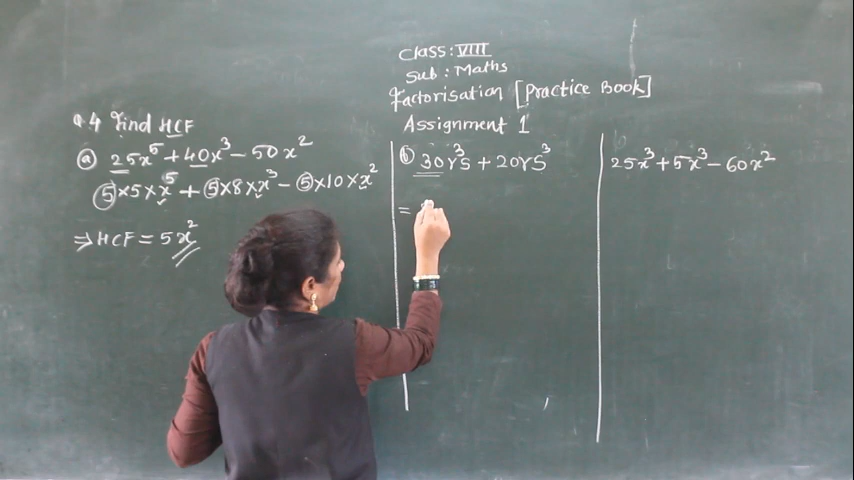 Class: VIII
Sub: Maths
Factorisation [Practice Book]
Assignment 1
Q.4 Find HCF
(a) 25x⁵ + 40x³ - 50x²
5×5×x⁵ + 5×8×x³ - 5×10×x²
⇒ HCF = 5x²
(b) 30r³s + 20rs³
=
25x³ + 5x³ - 60x²